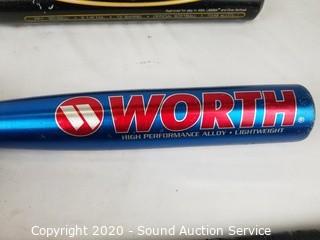 WORTH®
HIGH PERFORMANCE ALLOY • LIGHTWEIGHT
Copyright 2020 - Sound Auction Service